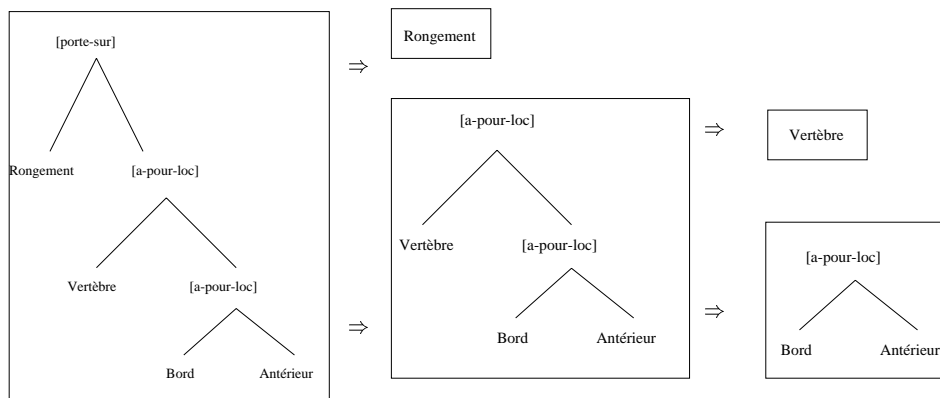 [porte-sur]
Rongement
[a-pour-loc]
Vertèbre
[a-pour-loc]
Bord
Antérieur
⇒
Rongement
⇒
[a-pour-loc]
Vertèbre
[a-pour-loc]
Bord
Antérieur
⇒
Vertèbre
⇒
[a-pour-loc]
Bord
Antérieur